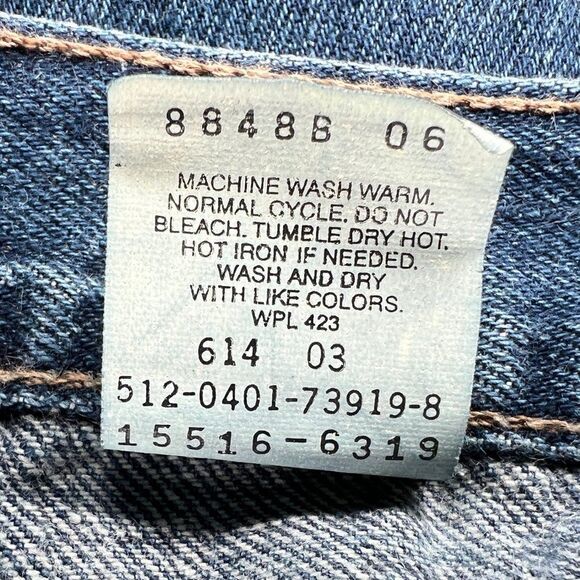 8848B 06
MACHINE WASH WARM.
NORMAL CYCLE. DO NOT
BLEACH. TUMBLE DRY HOT.
HOT IRON IF NEEDED.
WASH AND DRY
WITH LIKE COLORS.
WPL 423
614 03
512-0401-73919-8
15516-6319